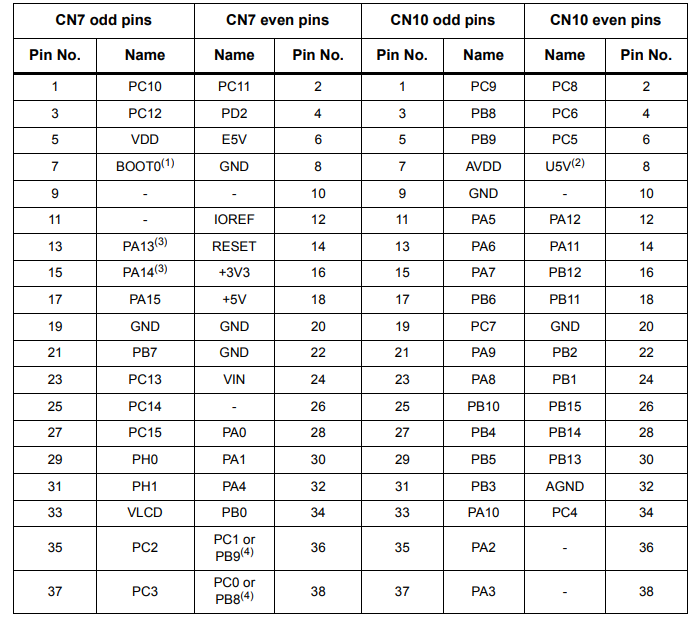 CN7 odd pins CN7 even pins CN10 odd pins CN10 even pins
Pin No. Name Name Pin No. Pin No. Name Name Pin No.
1 PC10 PC11 2 1 PC9 PC8 2
3 PC12 PD2 4 3 PB8 PC6 4
5 VDD E5V 6 5 PB9 PC5 6
7 BOOT0(1) GND 8 7 AVDD U5V(2) 8
9 - - 10 9 GND - 10
11 - IOREF 12 11 PA5 PA12 12
13 PA13(3) RESET 14 13 PA6 PA11 14
15 PA14(3) +3V3 16 15 PA7 PB12 16
17 PA15 +5V 18 17 PB6 PB11 18
19 GND GND 20 19 PC7 GND 20
21 PB7 GND 22 21 PA9 PB2 22
23 PC13 VIN 24 23 PA8 PB1 24
25 PC14 - 26 25 PB10 PB15 26
27 PC15 PA0 28 27 PB4 PB14 28
29 PH0 PA1 30 29 PB5 PB13 30
31 PH1 PA4 32 31 PB3 AGND 32
33 VLCD PB0 34 33 PA10 PC4 34
35 PC2 PC1 or PB9(4) 36 35 PA2 - 36
37 PC3 PC0 or PB8(4) 38 37 PA3 - 38